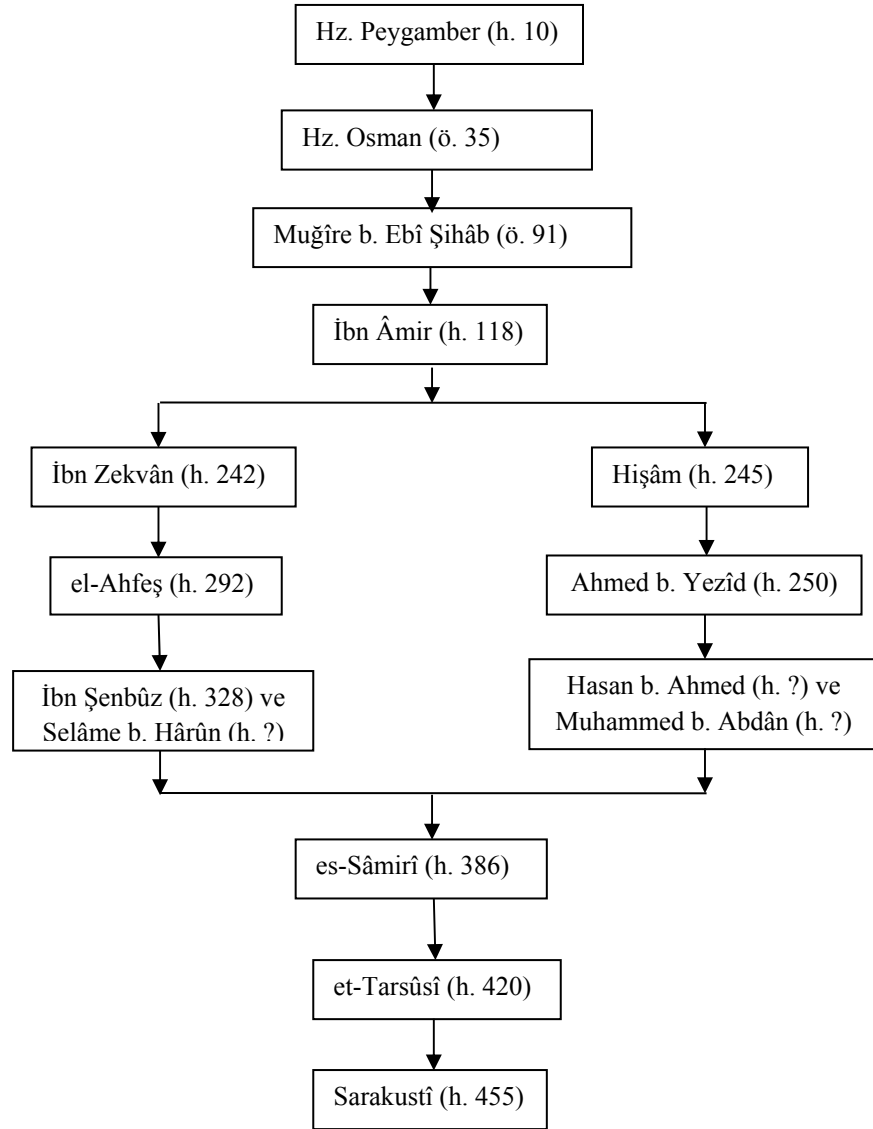 Hz. Peygamber (h. 10)
Hz. Osman (ö. 35)
Muğîre b. Ebî Şihâb (ö. 91)
İbn Âmir (h. 118)
İbn Zekvân (h. 242)
Hişâm (h. 245)
el-Ahfeş (h. 292)
Ahmed b. Yezîd (h. 250)
İbn Şenbûz (h. 328) ve
Selâme b. Hârûn (h. ?)
Hasan b. Ahmed (h. ?) ve
Muhammed b. Abdân (h. ?)
es-Sâmirî (h. 386)
et-Tarsûsî (h. 420)
Sarakustî (h. 455)